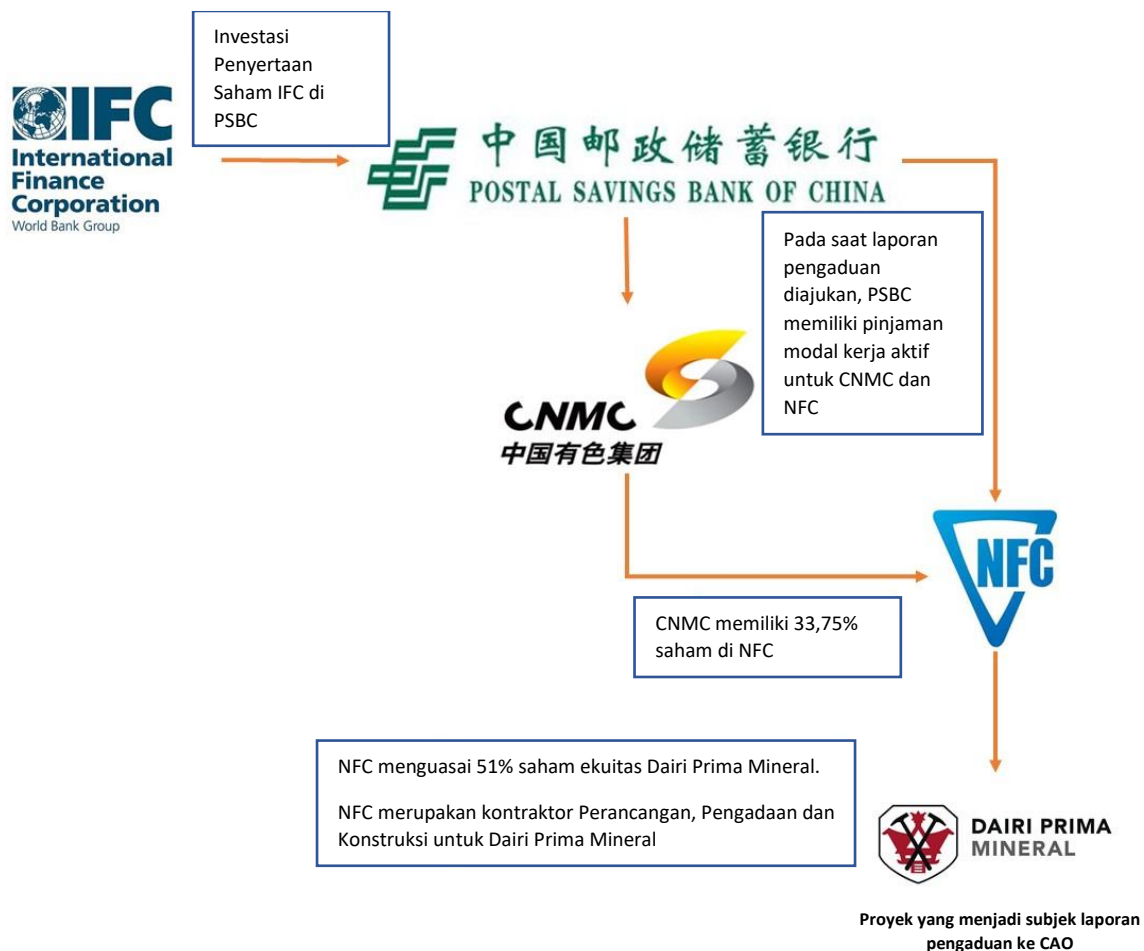 Investasi
Penyertaan
Saham IFC di
PSBC
IFC
International
Finance
Corporation
World Bank Group
中国邮政储蓄银行
POSTAL SAVINGS BANK OF CHINA
Pada saat laporan
pengaduan
diajukan, PSBC
memiliki pinjaman
modal kerja aktif
untuk CNMC dan
NFC
CNMC
中国有色集团
NFC
CNMC memiliki 33,75%
saham di NFC
NFC menguasai 51% saham ekuitas Dairi Prima Mineral.
NFC merupakan kontraktor Perancangan, Pengadaan dan
Konstruksi untuk Dairi Prima Mineral
DAIRI PRIMA
MINERAL
Proyek yang menjadi subjek laporan
pengaduan ke CAO